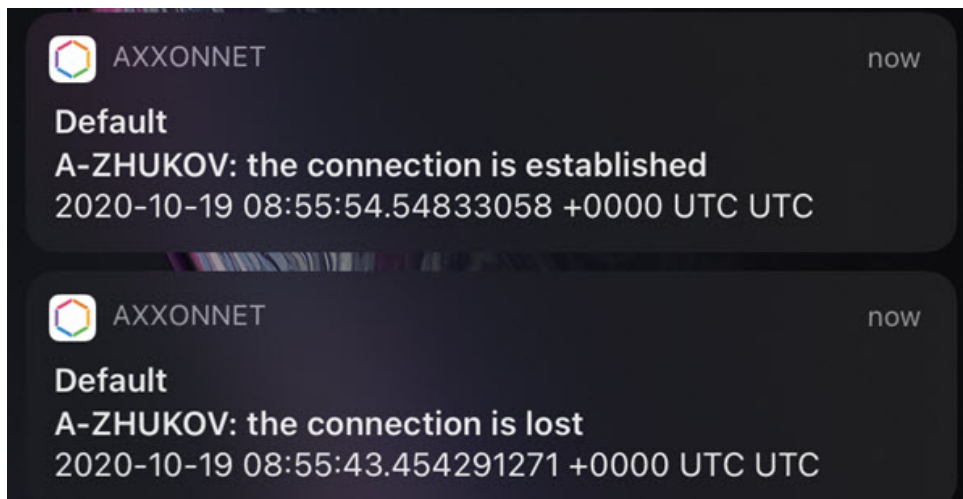 AXXONNET now
Default
A-ZHUKOV: the connection is established
2020-10-19 08:55:54.54833058 +0000 UTC UTC
AXXONNET now
Default
A-ZHUKOV: the connection is lost
2020-10-19 08:55:43.454291271 +0000 UTC UTC